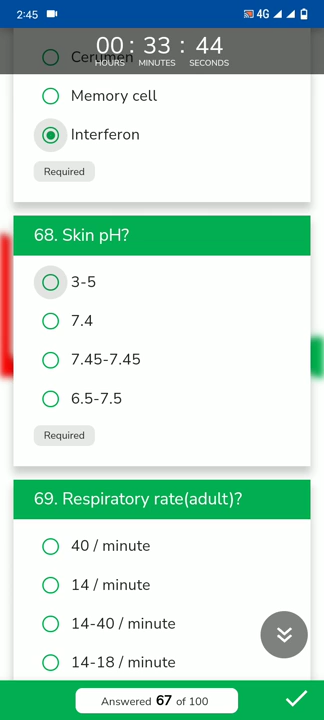 2:45
4G
00 : 33 : 44
HOURS MINUTES SECONDS
Cerumen
Memory cell
Interferon
Required
68. Skin pH?
3-5
7.4
7.45-7.45
6.5-7.5
Required
69. Respiratory rate(adult)?
40 / minute
14 / minute
14-40 / minute
14-18 / minute
Answered 67 of 100